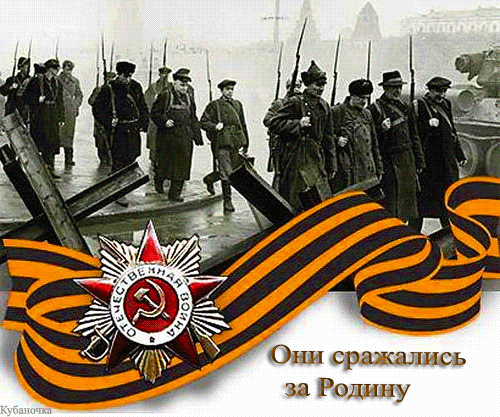 ОТЕЧЕСТВЕННАЯ ВОЙНА
Они сражались
за Родину
Кубаночка